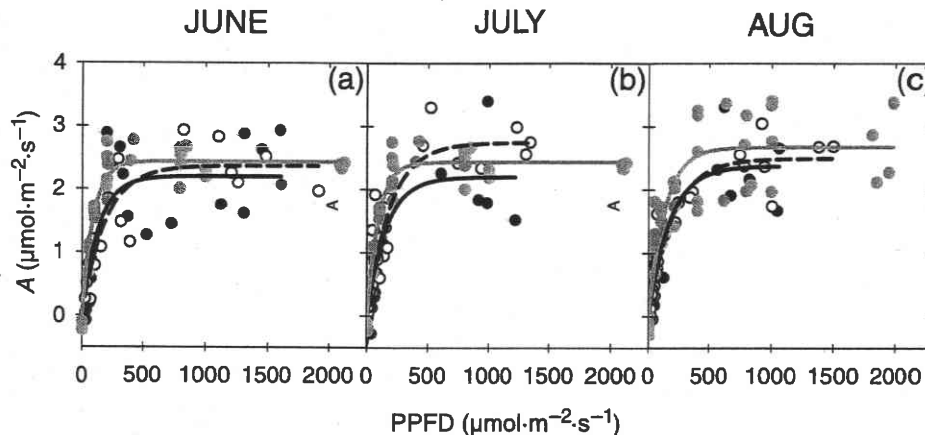 JUNE JULY AUG
(a) (b) (c)
4
3
2
1
0
A (μmol·m−2·s−1)
A A
0 500 1000 1500 2000 0 500 1000 1500 2000 0 500 1000 1500 2000
PPFD (μmol·m−2·s−1)